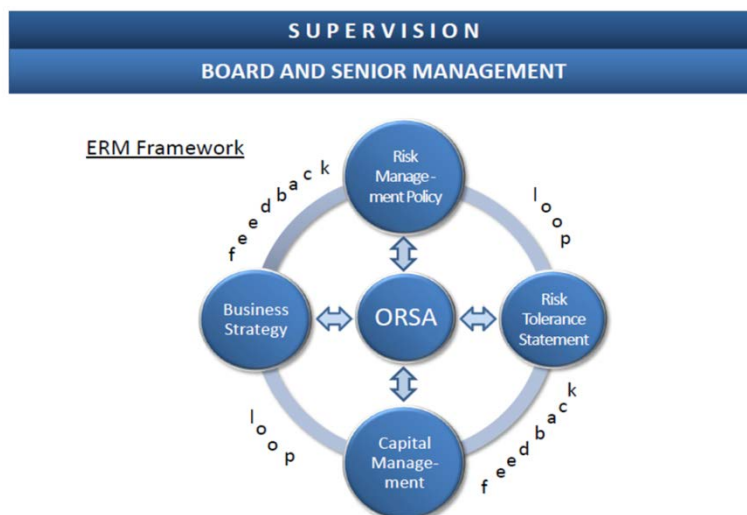 SUPERVISION
BOARD AND SENIOR MANAGEMENT
ERM Framework
feedback
loop
Risk
Manage-
ment Policy
Business
Strategy
ORSA
Risk
Tolerance
Statement
Capital
Manage-
ment
loop
feedback